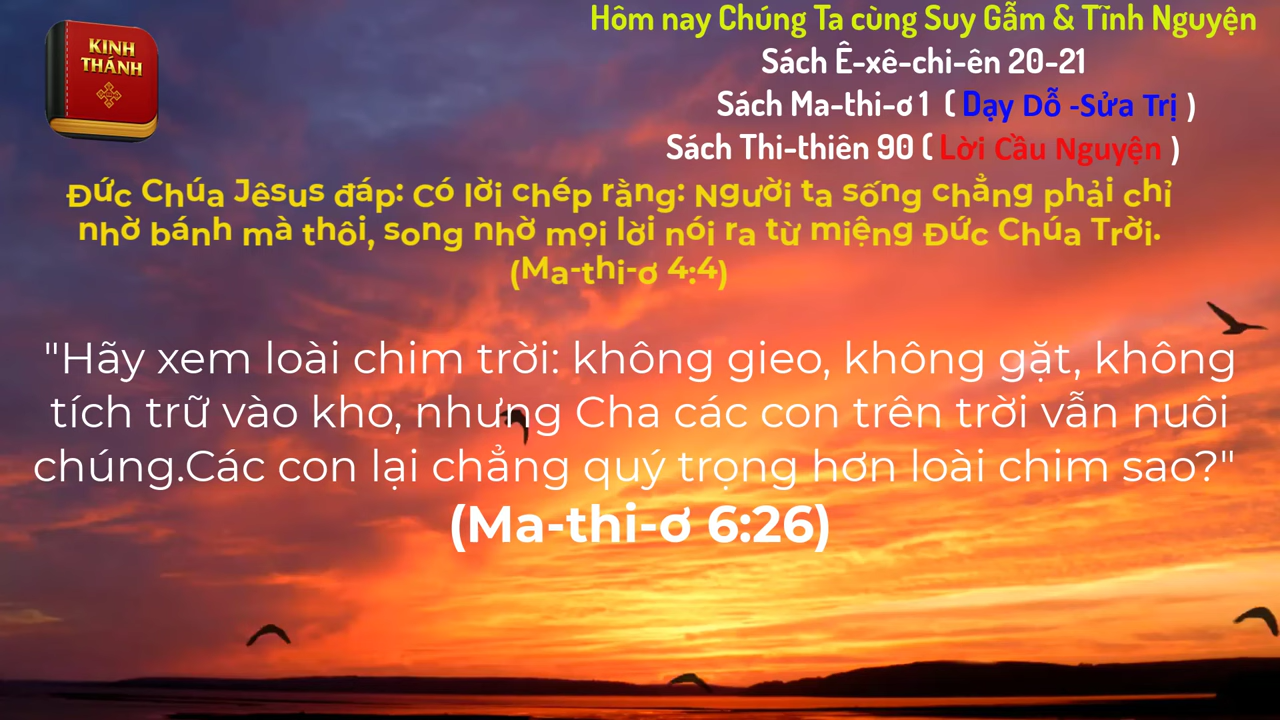 KINH
THÁNH
Hôm nay Chúng Ta cùng Suy Gẫm & Tĩnh Nguyện
Sách Ê-xê-chi-ên 20-21
Sách Ma-thi-ơ 1 ( Dạy Dỗ -Sửa Trị )
Sách Thi-thiên 90 ( Lời Cầu Nguyện )
Đức Chúa Jêsus đáp: Có lời chép rằng: Người ta sống chẳng phải chỉ
nhờ bánh mà thôi, song nhờ mọi lời nói ra từ miệng Đức Chúa Trời.
(Ma-thi-ơ 4:4)
"Hãy xem loài chim trời: không gieo, không gặt, không
tích trữ vào kho, nhưng Cha các con trên trời vẫn nuôi
chúng.Các con lại chẳng quý trọng hơn loài chim sao?"
(Ma-thi-ơ 6:26)